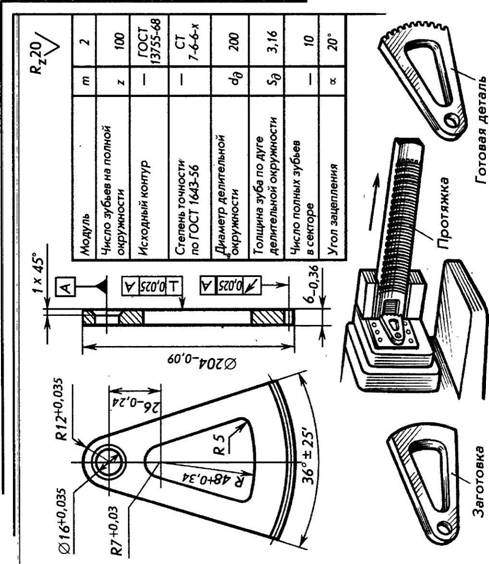 Rz20
Модуль m 2
Число зубьев на полной
окружности z 100
Исходный контур — ГОСТ
13755-68
Степень точности
по ГОСТ 1643-56 — СТ
7-6-6-х
Диаметр делительной
окружности d∂ 200
Толщина зуба по дуге
делительной окружности S∂ 3,16
Число полных зубьев
в секторе — 10
Угол зацепления α 20°
1 x 45°
A
⊥ 0,025 A
↗ 0,025 A
6-0,36
Ø204-0,09
R12+0,035
26-0,24
Ø16+0,035
R7+0,03
R5
R48+0,34
36°±25′
Заготовка
Протяжка
Готовая деталь